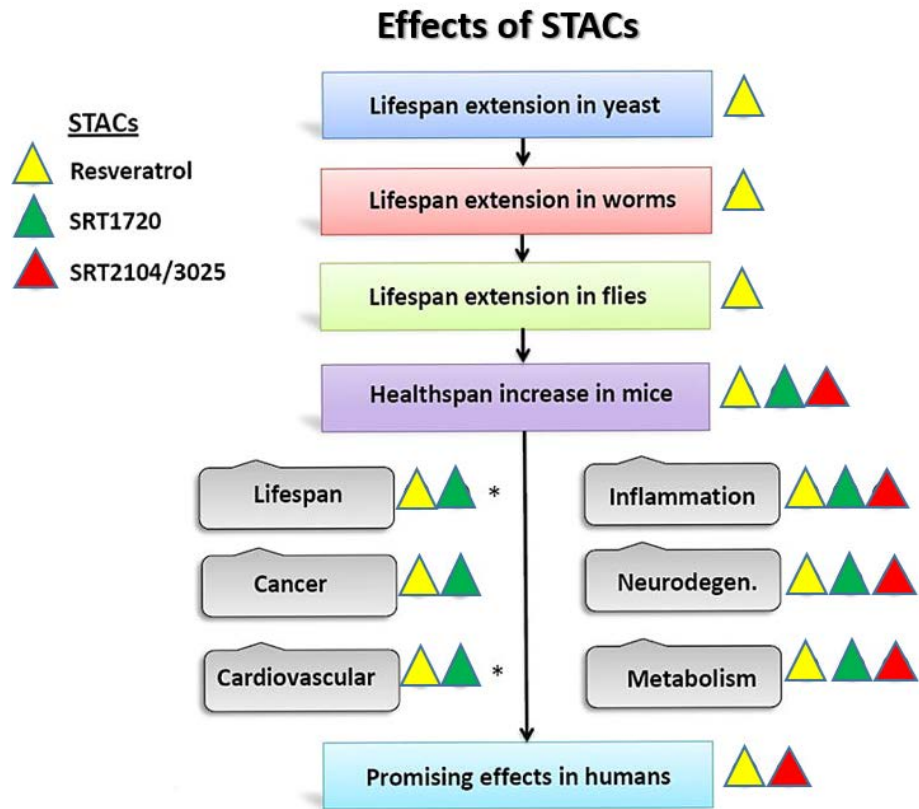 Effects of STACs
STACs
Resveratrol
SRT1720
SRT2104/3025
Lifespan extension in yeast
Lifespan extension in worms
Lifespan extension in flies
Healthspan increase in mice
Lifespan *
Cancer
Cardiovascular *
Inflammation
Neurodegen.
Metabolism
Promising effects in humans